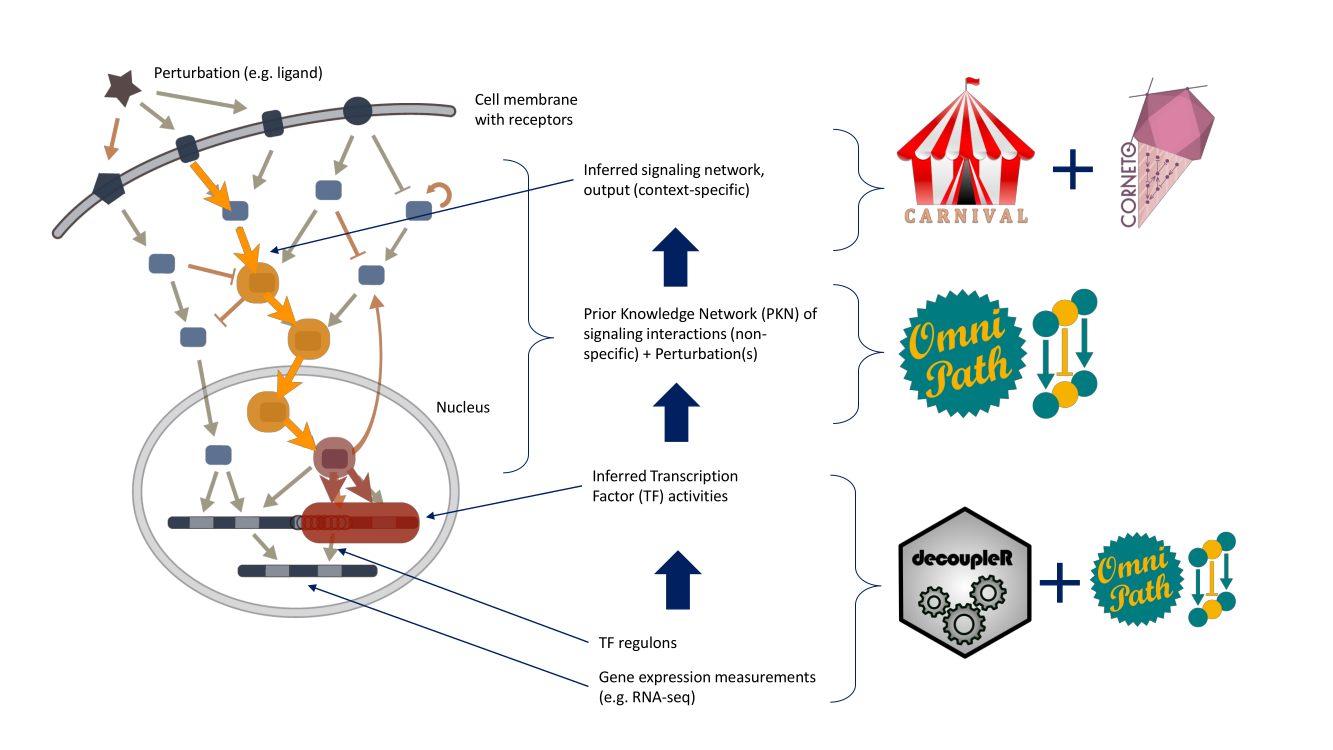 Perturbation (e.g. ligand)
Cell membrane
with receptors
Inferred signaling network,
output (context-specific)
CARNIVAL
CORNETO
Prior Knowledge Network (PKN) of
signaling interactions (non-
specific) + Perturbation(s)
Omni
Path
Nucleus
Inferred Transcription
Factor (TF) activities
decoupleR
Omni
Path
TF regulons
Gene expression measurements
(e.g. RNA-seq)